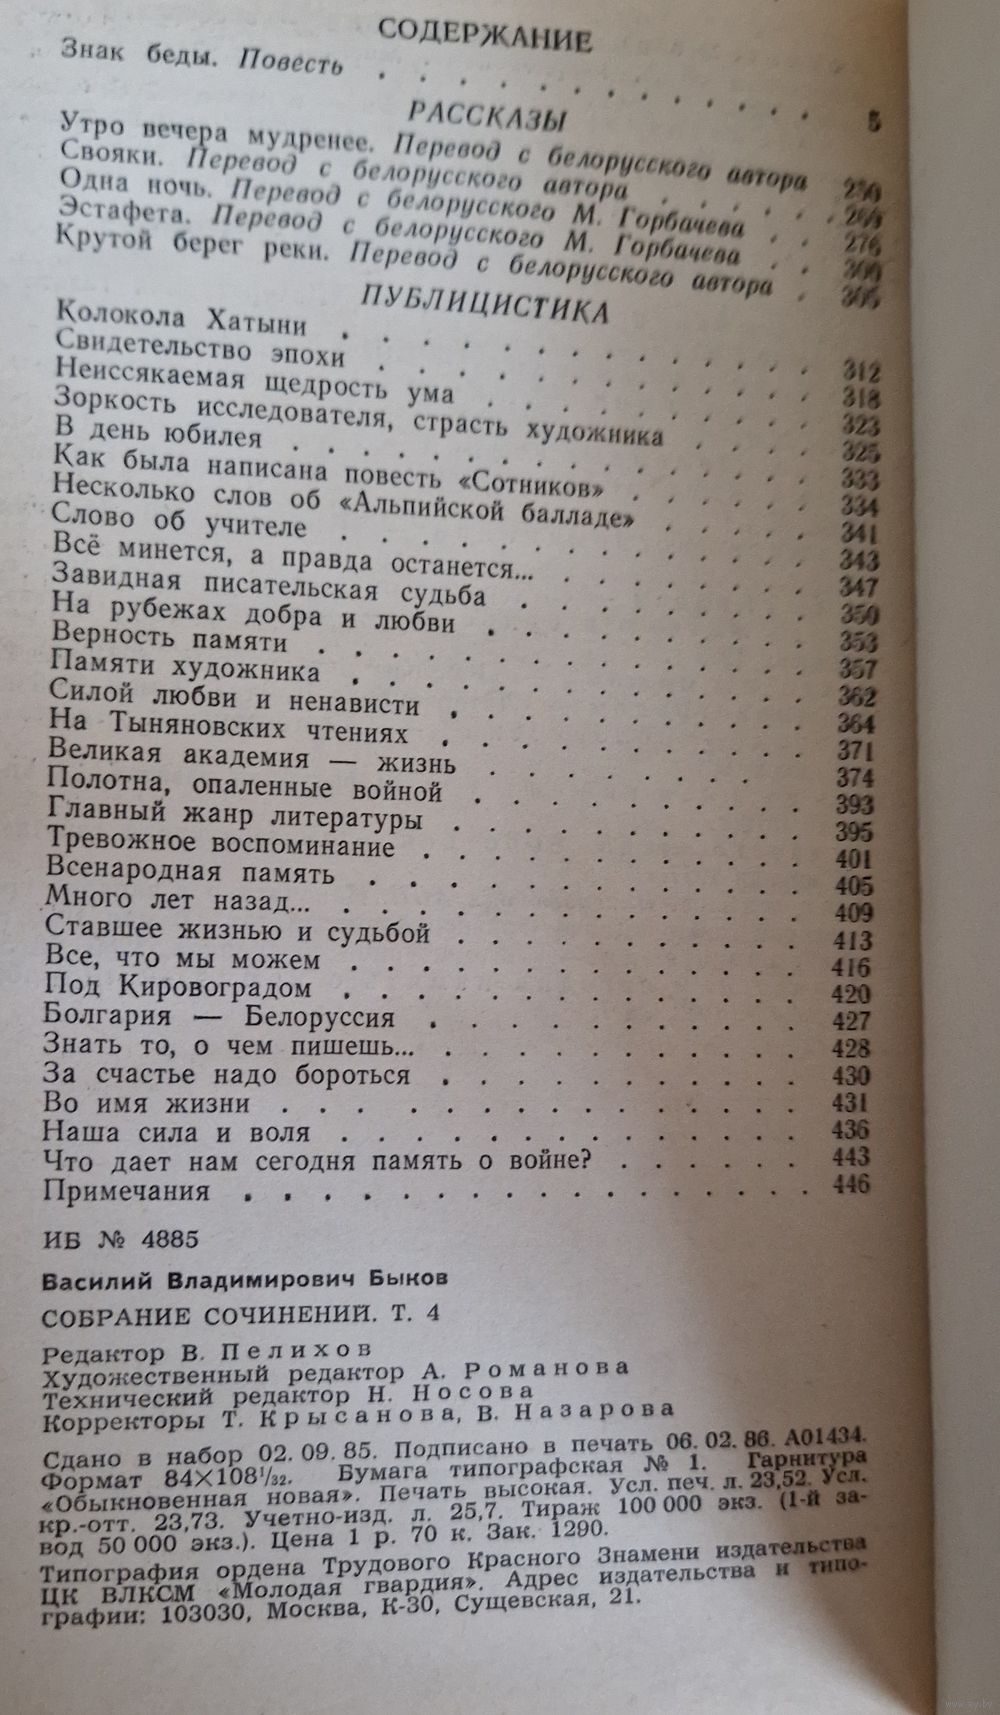 СОДЕРЖАНИЕ
Знак беды. Повесть . . . . . . . . . . . . 5
РАССКАЗЫ
Утро вечера мудренее. Перевод с белорусского автора
Свояки. Перевод с белорусского автора . . . . . .
Одна ночь. Перевод с белорусского М. Горбачева . . 276
Эстафета. Перевод с белорусского М. Горбачева . . 300
Крутой берег реки. Перевод с белорусского автора . 305
ПУБЛИЦИСТИКА
Колокола Хатыни . . . . . . . . . . . . 312
Свидетельство эпохи . . . . . . . . . . . 318
Неиссякаемая щедрость ума . . . . . . . . 323
Зоркость исследователя, страсть художника . . . . 325
В день юбилея . . . . . . . . . . . . . 333
Как была написана повесть «Сотников» . . . . . 334
Несколько слов об «Альпийской балладе» . . . . 341
Слово об учителе . . . . . . . . . . . . 343
Всё минется, а правда останется... . . . . . . . 347
Завидная писательская судьба . . . . . . . . 350
На рубежах добра и любви . . . . . . . . . 353
Верность памяти . . . . . . . . . . . . . 357
Памяти художника . . . . . . . . . . . . 362
Силой любви и ненависти . . . . . . . . . 364
На Тыняновских чтениях . . . . . . . . . . 371
Великая академия — жизнь . . . . . . . 374
Полотна, опаленные войной . . . . . . . . . 393
Главный жанр литературы . . . . . . . . . 395
Тревожное воспоминание . . . . . . . . . . 401
Всенародная память . . . . . . . . . . . . 405
Много лет назад... . . . . . . . . . . . . 409
Ставшее жизнью и судьбой . . . . . . . . . 413
Все, что мы можем . . . . . . . . . . . . 416
Под Кировоградом . . . . . . . . . . . . 420
Болгария — Белоруссия . . . . . . . . . . 427
Знать то, о чем пишешь... . . . . . . . . . . 428
За счастье надо бороться . . . . . . . . . . 430
Во имя жизни . . . . . . . . . . . . . . 431
Наша сила и воля . . . . . . . . . . . . 436
Что дает нам сегодня память о войне? . . . . . 443
Примечания . . . . . . . . . . . . . . . 446
ИБ № 4885
Василий Владимирович Быков
СОБРАНИЕ СОЧИНЕНИЙ. Т. 4
Редактор В. Пелихов
Художественный редактор А. Романова
Технический редактор Н. Носова
Корректоры Т. Крысанова, В. Назарова
Сдано в набор 02.09.85. Подписано в печать 06.02.86. А01434.
Формат 84×108¹/₃₂. Бумага типографская № 1. Гарнитура
«Обыкновенная новая». Печать высокая. Усл. печ. л. 23,52. Усл.
кр.-отт. 23,73. Учетно-изд. л. 25,7. Тираж 100 000 экз. (1-й за-
вод 50 000 экз.). Цена 1 р. 70 к. Зак. 1290.
Типография ордена Трудового Красного Знамени издательства
ЦК ВЛКСМ «Молодая гвардия». Адрес издательства и типо-
графии: 103030, Москва, К-30, Сущевская, 21.